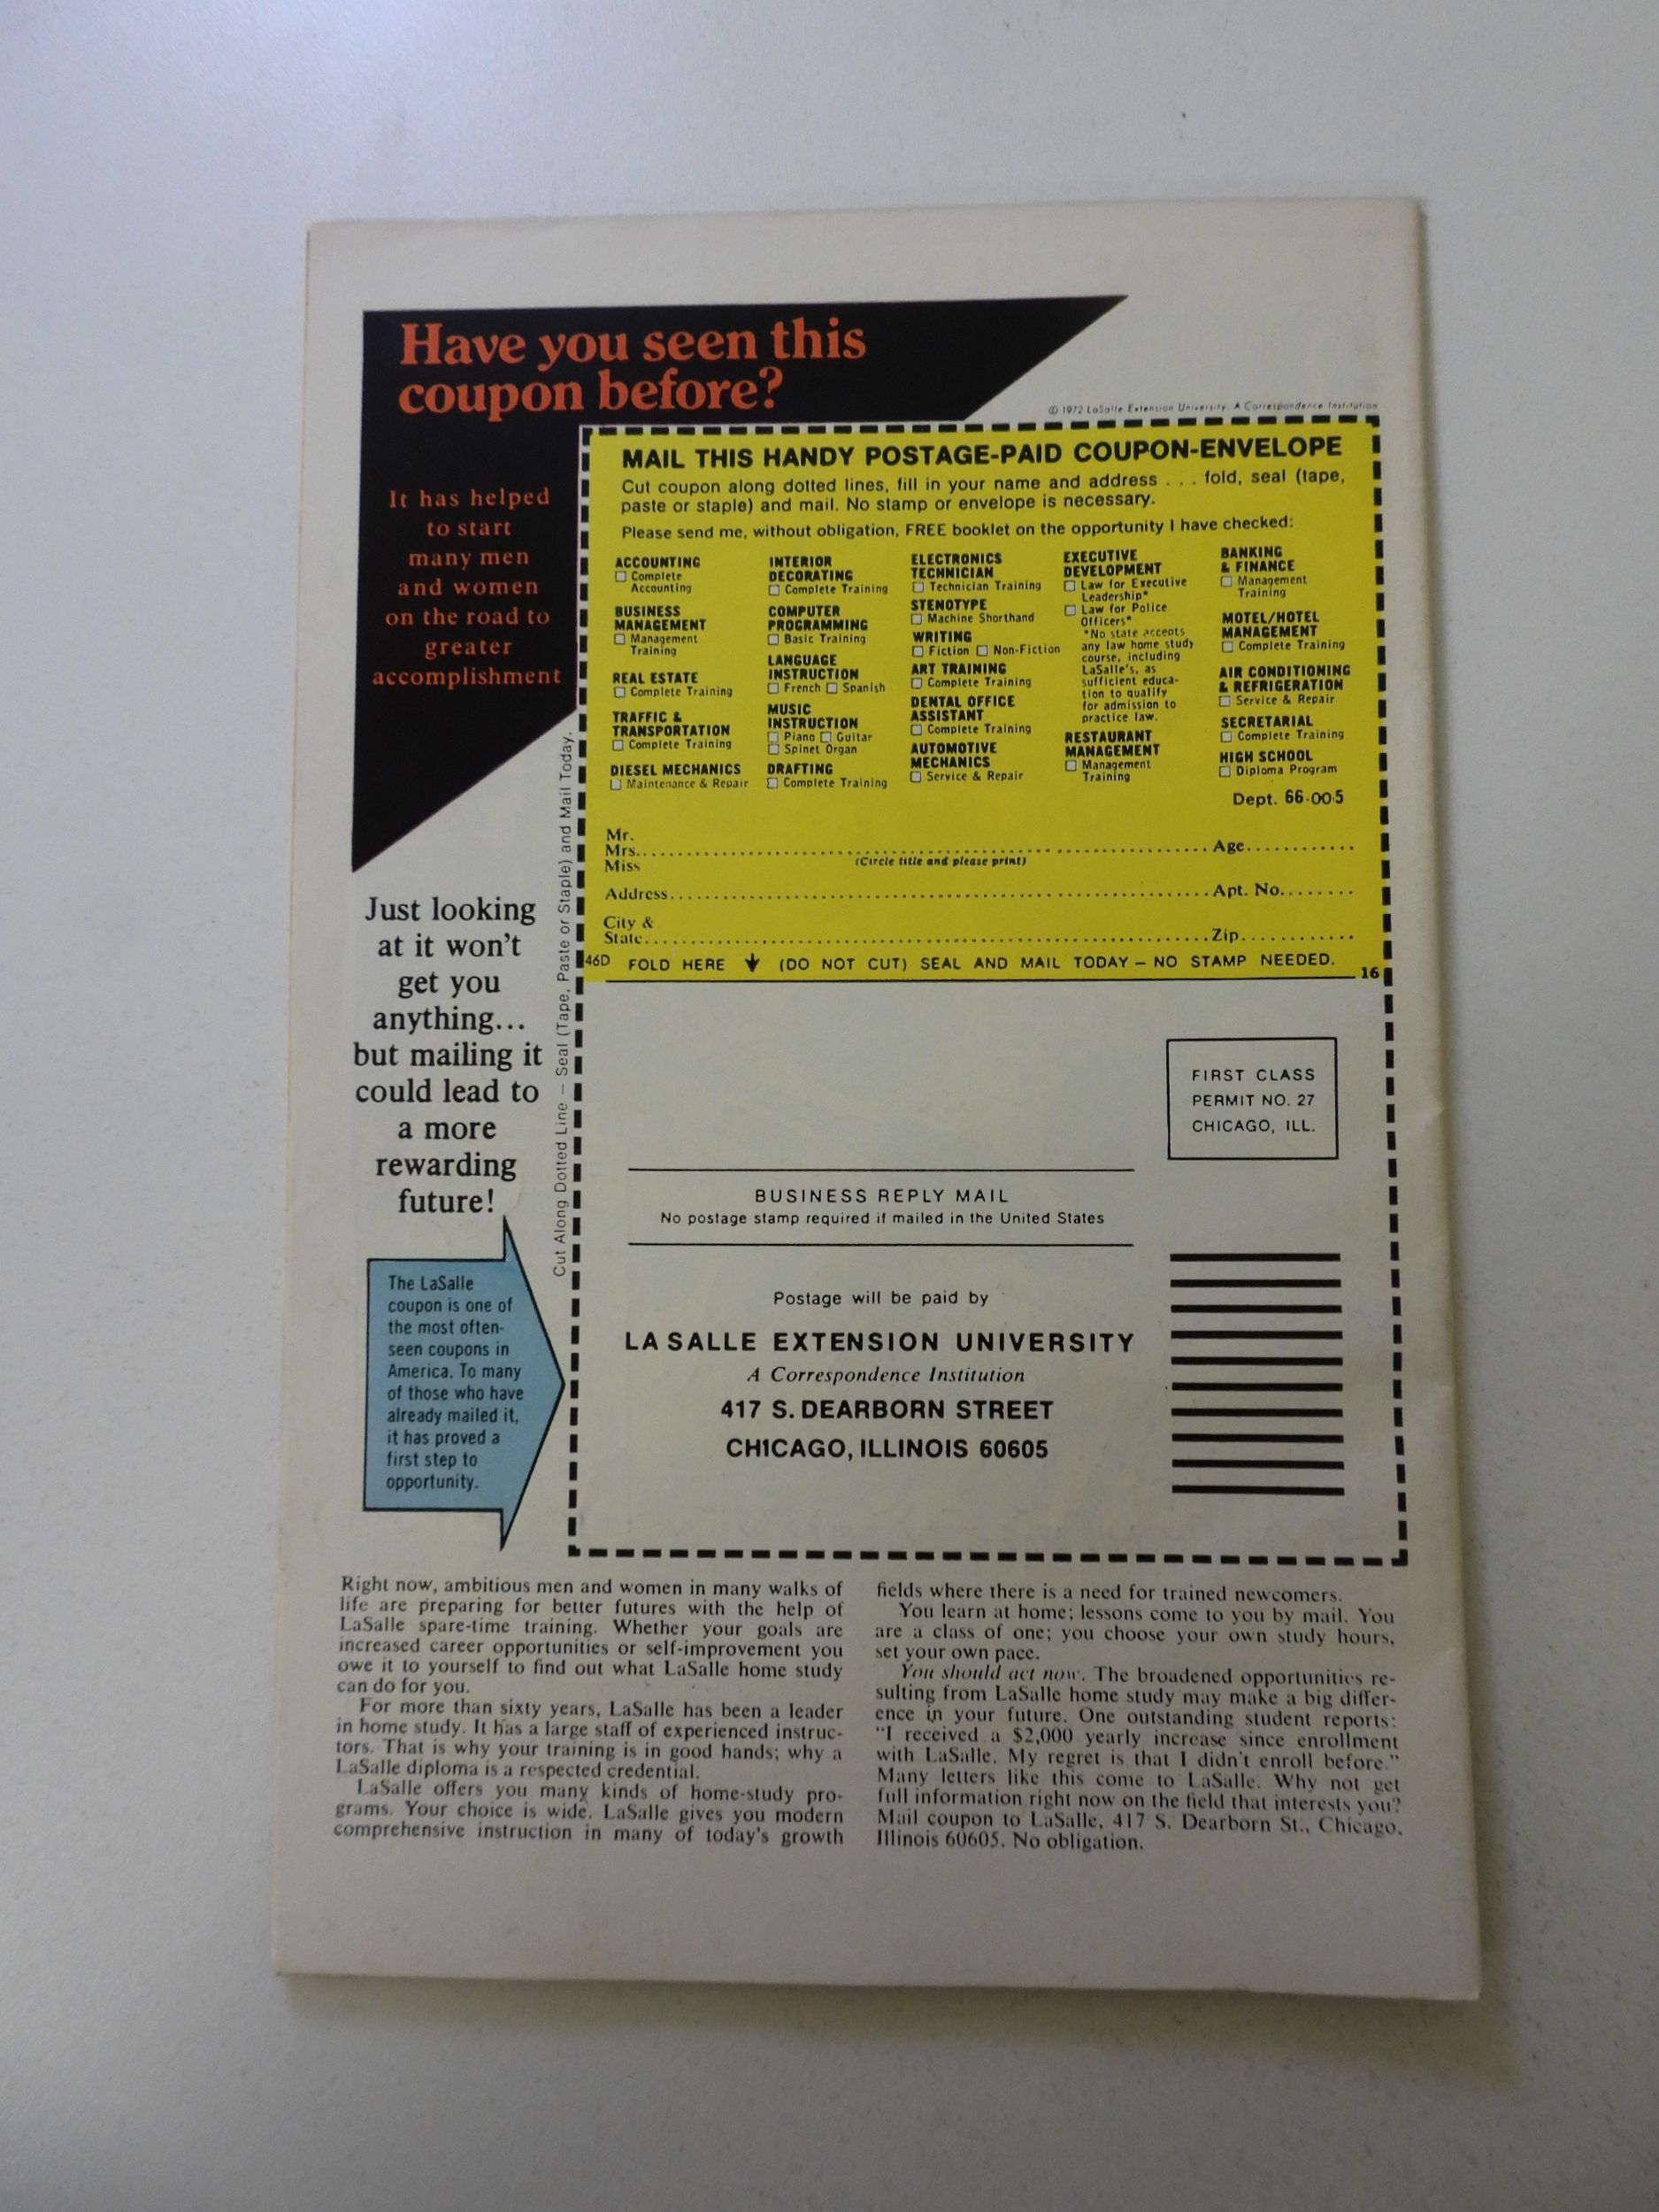 Have you seen this
coupon before?
It has helped
to start
many men
and women
on the road to
greater
accomplishment
© 1972 LaSalle Extension University A Correspondence Institution
MAIL THIS HANDY POSTAGE-PAID COUPON-ENVELOPE
Cut coupon along dotted lines, fill in your name and address . . . fold, seal (tape,
paste or staple) and mail. No stamp or envelope is necessary.
Please send me, without obligation, FREE booklet on the opportunity I have checked:
ACCOUNTING
Complete
Accounting
BUSINESS
MANAGEMENT
Management
Training
REAL ESTATE
Complete Training
TRAFFIC &
TRANSPORTATION
Complete Training
DIESEL MECHANICS
Maintenance & Repair
INTERIOR
DECORATING
Complete Training
COMPUTER
PROGRAMMING
Basic Training
LANGUAGE
INSTRUCTION
French Spanish
MUSIC
INSTRUCTION
Piano Guitar
Spinet Organ
DRAFTING
Complete Training
ELECTRONICS
TECHNICIAN
Technician Training
STENOTYPE
Machine Shorthand
WRITING
Fiction Non-Fiction
ART TRAINING
Complete Training
DENTAL OFFICE
ASSISTANT
Complete Training
AUTOMOTIVE
MECHANICS
Service & Repair
EXECUTIVE
DEVELOPMENT
Law for Executive
Leadership*
Law for Police
Officers*
*No state accepts
any law home study
course, including
LaSalle's, as
sufficient educa-
tion to qualify
for admission to
practice law.
RESTAURANT
MANAGEMENT
Management
Training
BANKING
& FINANCE
Management
Training
MOTEL/HOTEL
MANAGEMENT
Complete Training
AIR CONDITIONING
& REFRIGERATION
Service & Repair
SECRETARIAL
Complete Training
HIGH SCHOOL
Diploma Program
Dept. 66-005
Mr.
Mrs. Age
Miss (Circle title and please print)
Address Apt. No.
City &
State Zip
46D FOLD HERE (DO NOT CUT) SEAL AND MAIL TODAY – NO STAMP NEEDED.
16
Cut Along Dotted Line – Seal (Tape, Paste or Staple) and Mail Today.
Just looking
at it won't
get you
anything...
but mailing it
could lead to
a more
rewarding
future!
The LaSalle
coupon is one of
the most often-
seen coupons in
America. To many
of those who have
already mailed it,
it has proved a
first step to
opportunity.
FIRST CLASS
PERMIT NO. 27
CHICAGO, ILL.
BUSINESS REPLY MAIL
No postage stamp required if mailed in the United States
Postage will be paid by
LA SALLE EXTENSION UNIVERSITY
A Correspondence Institution
417 S. DEARBORN STREET
CHICAGO, ILLINOIS 60605
Right now, ambitious men and women in many walks of
life are preparing for better futures with the help of
LaSalle spare-time training. Whether your goals are
increased career opportunities or self-improvement you
owe it to yourself to find out what LaSalle home study
can do for you.
For more than sixty years, LaSalle has been a leader
in home study. It has a large staff of experienced instruc-
tors. That is why your training is in good hands; why a
LaSalle diploma is a respected credential.
LaSalle offers you many kinds of home-study pro-
grams. Your choice is wide. LaSalle gives you modern
comprehensive instruction in many of today's growth
fields where there is a need for trained newcomers.
You learn at home; lessons come to you by mail. You
are a class of one; you choose your own study hours,
set your own pace.
You should act now. The broadened opportunities re-
sulting from LaSalle home study may make a big differ-
ence in your future. One outstanding student reports:
"I received a $2,000 yearly increase since enrollment
with LaSalle. My regret is that I didn't enroll before."
Many letters like this come to LaSalle. Why not get
full information right now on the field that interests you?
Mail coupon to LaSalle, 417 S. Dearborn St., Chicago,
Illinois 60605. No obligation.